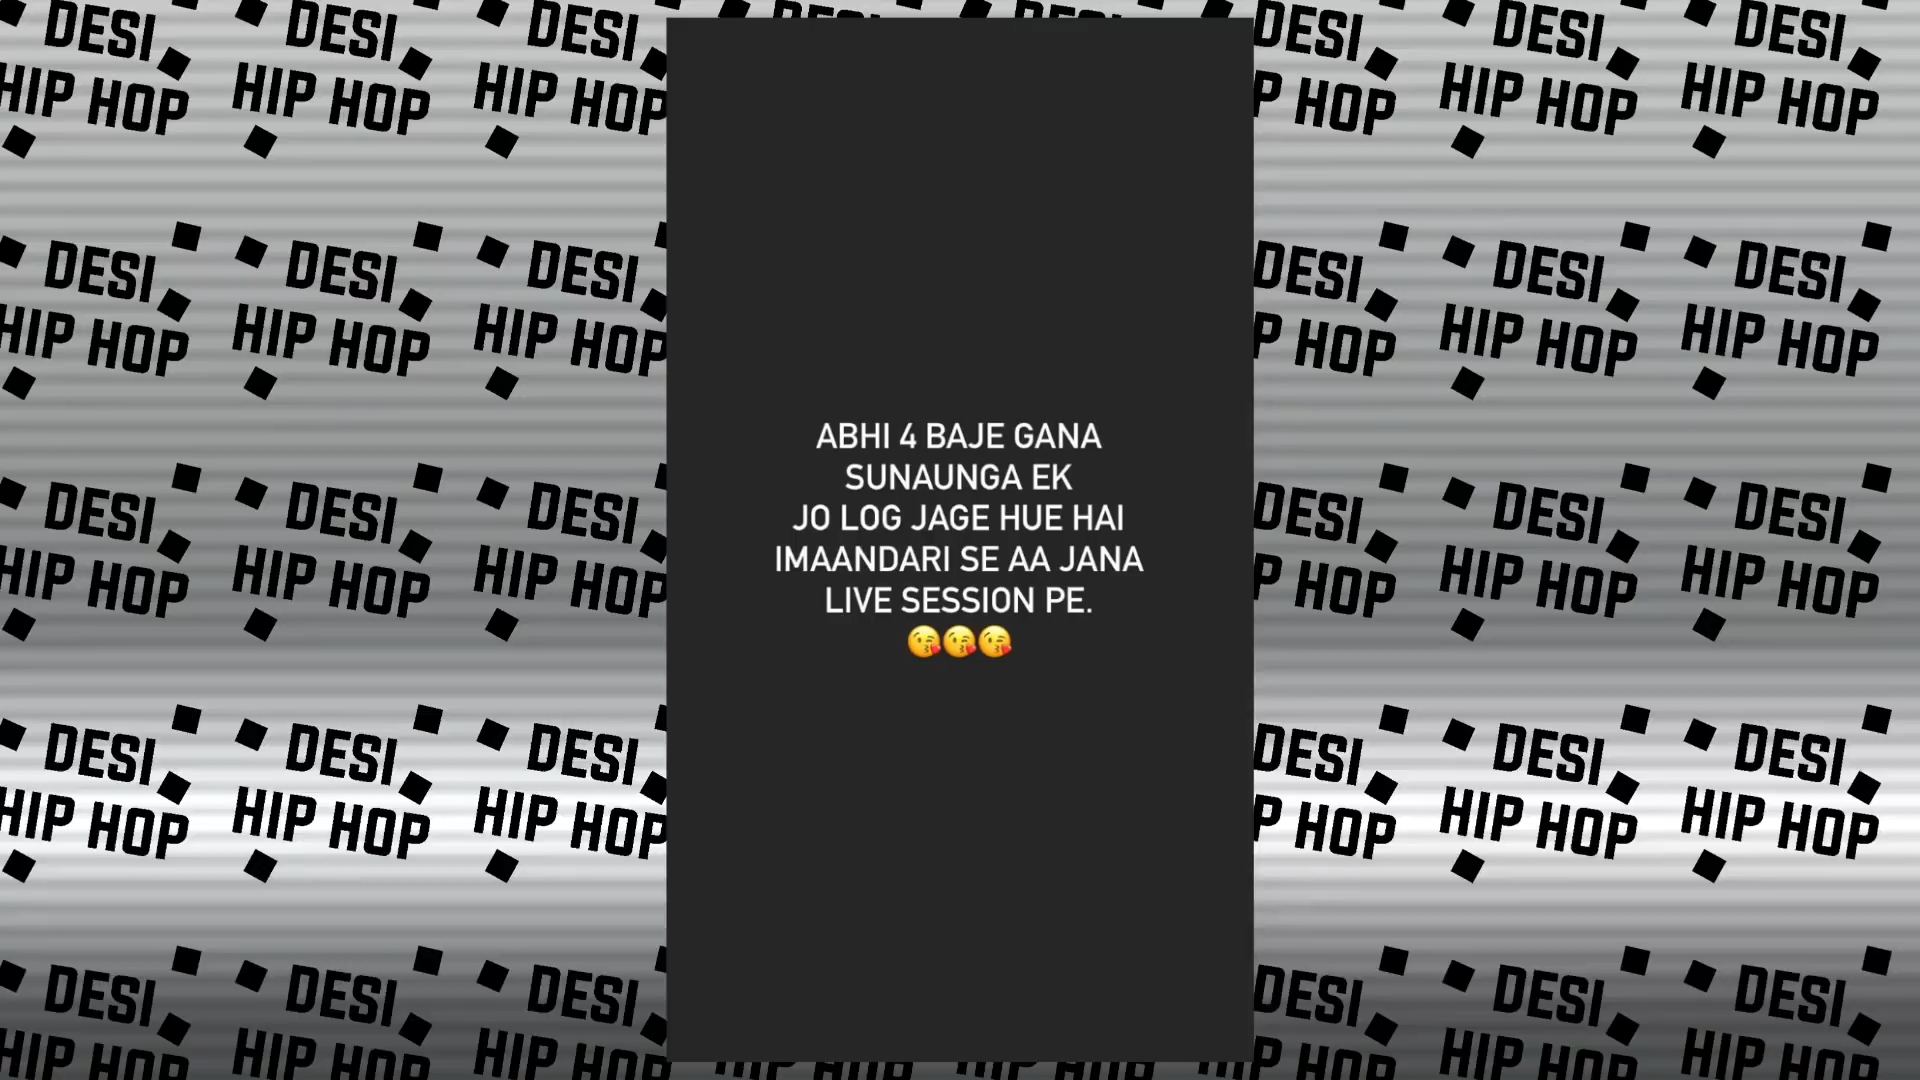 DESI
HIP HOP
ABHI 4 BAJE GANA
SUNAUNGA EK
JO LOG JAGE HUE HAI
IMAANDARI SE AA JANA
LIVE SESSION PE.
😘😘😘